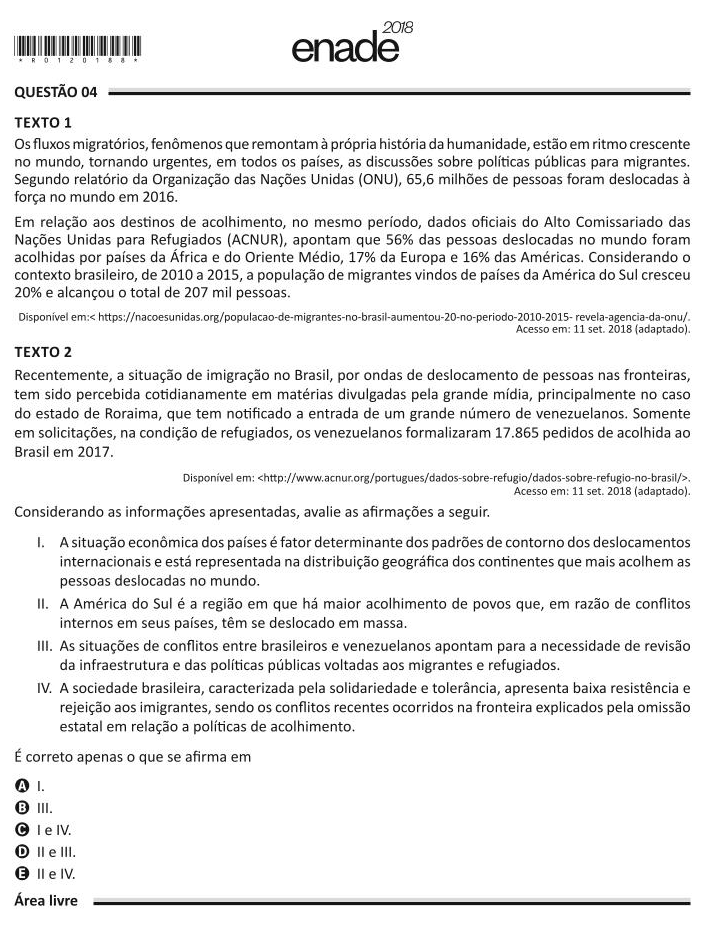 * R 0 1 2 0 1 8 8 *
enade 2018
QUESTÃO 04
TEXTO 1
Os fluxos migratórios, fenômenos que remontam à própria história da humanidade, estão em ritmo crescente
no mundo, tornando urgentes, em todos os países, as discussões sobre políticas públicas para migrantes.
Segundo relatório da Organização das Nações Unidas (ONU), 65,6 milhões de pessoas foram deslocadas à
força no mundo em 2016.
Em relação aos destinos de acolhimento, no mesmo período, dados oficiais do Alto Comissariado das
Nações Unidas para Refugiados (ACNUR), apontam que 56% das pessoas deslocadas no mundo foram
acolhidas por países da África e do Oriente Médio, 17% da Europa e 16% das Américas. Considerando o
contexto brasileiro, de 2010 a 2015, a população de migrantes vindos de países da América do Sul cresceu
20% e alcançou o total de 207 mil pessoas.
Disponível em:< https://nacoesunidas.org/populacao-de-migrantes-no-brasil-aumentou-20-no-periodo-2010-2015- revela-agencia-da-onu/.
Acesso em: 11 set. 2018 (adaptado).
TEXTO 2
Recentemente, a situação de imigração no Brasil, por ondas de deslocamento de pessoas nas fronteiras,
tem sido percebida cotidianamente em matérias divulgadas pela grande mídia, principalmente no caso
do estado de Roraima, que tem notificado a entrada de um grande número de venezuelanos. Somente
em solicitações, na condição de refugiados, os venezuelanos formalizaram 17.865 pedidos de acolhida ao
Brasil em 2017.
Disponível em: <http://www.acnur.org/portugues/dados-sobre-refugio/dados-sobre-refugio-no-brasil/>.
Acesso em: 11 set. 2018 (adaptado).
Considerando as informações apresentadas, avalie as afirmações a seguir.
I. A situação econômica dos países é fator determinante dos padrões de contorno dos deslocamentos
internacionais e está representada na distribuição geográfica dos continentes que mais acolhem as
pessoas deslocadas no mundo.
II. A América do Sul é a região em que há maior acolhimento de povos que, em razão de conflitos
internos em seus países, têm se deslocado em massa.
III. As situações de conflitos entre brasileiros e venezuelanos apontam para a necessidade de revisão
da infraestrutura e das políticas públicas voltadas aos migrantes e refugiados.
IV. A sociedade brasileira, caracterizada pela solidariedade e tolerância, apresenta baixa resistência e
rejeição aos imigrantes, sendo os conflitos recentes ocorridos na fronteira explicados pela omissão
estatal em relação a políticas de acolhimento.
É correto apenas o que se afirma em
A I.
B III.
C I e IV.
D II e III.
E II e IV.
Área livre